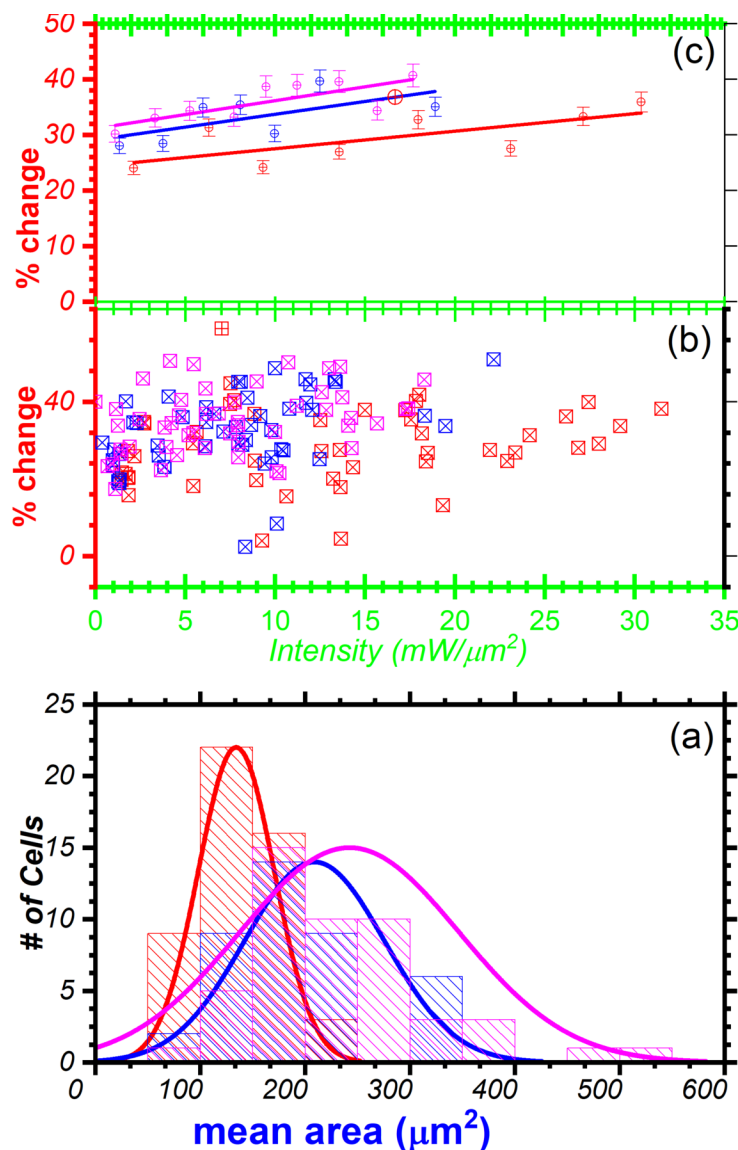 50
(c)
40
30
20
10
0
% change
(b)
40
0
% change
0 5 10 15 20 25 30 35
Intensity (mW/μm²)
25
(a)
20
15
10
5
0
# of Cells
0 100 200 300 400 500 600
mean area (μm²)